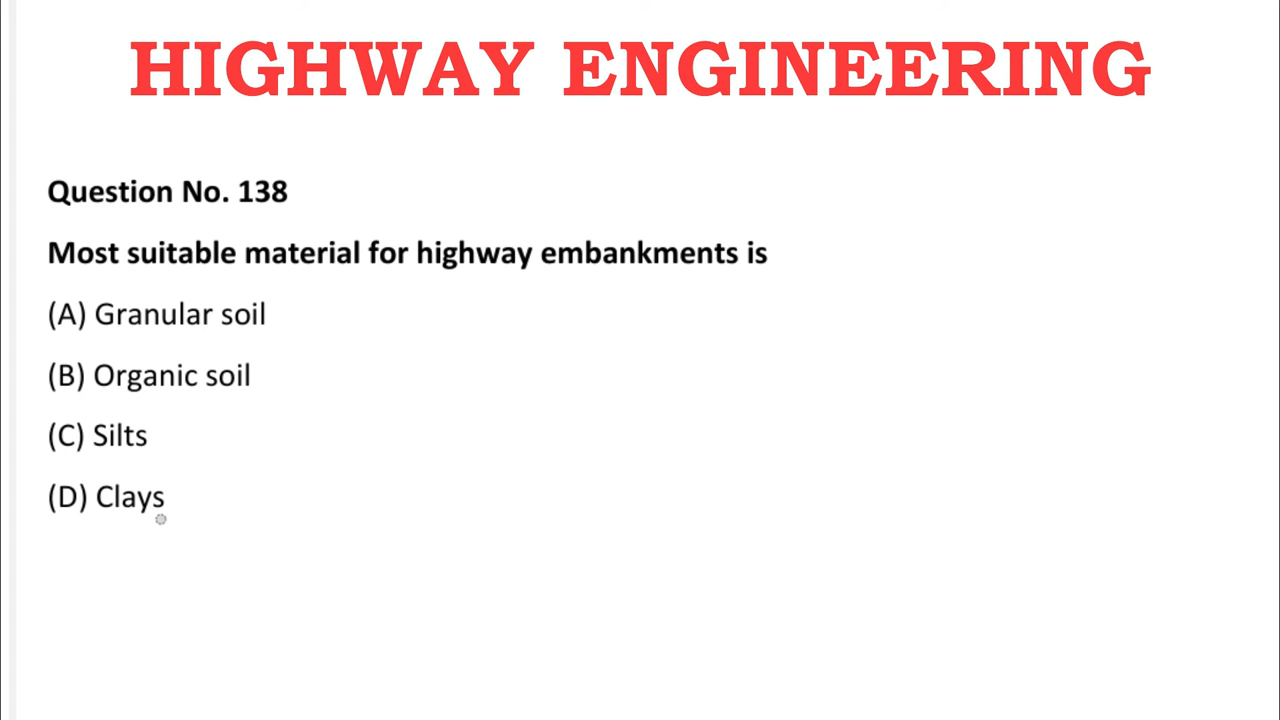 HIGHWAY ENGINEERING
Question No. 138
Most suitable material for highway embankments is
(A) Granular soil
(B) Organic soil
(C) Silts
(D) Clays